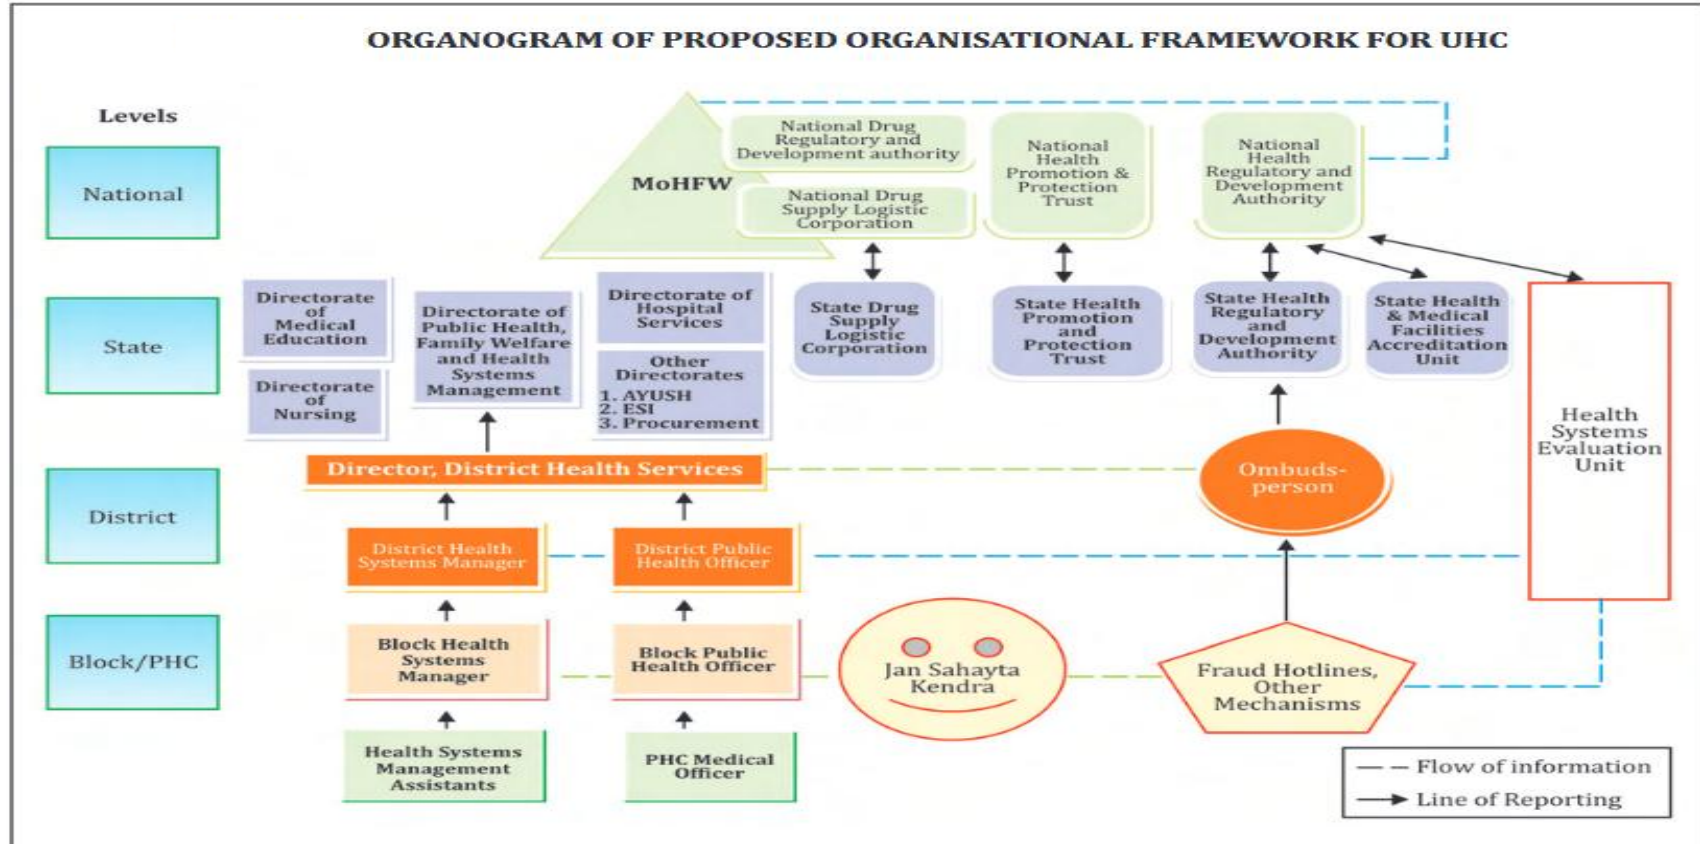 ORGANOGRAM OF PROPOSED ORGANISATIONAL FRAMEWORK FOR UHC
Levels
National
MoHFW
National Drug
Regulatory and
Development authority
National Drug
Supply Logistic
Corporation
National
Health
Promotion &
Protection
Trust
National
Health
Regulatory and
Development
Authority
State
Directorate
of
Medical
Education
Directorate
of
Nursing
Directorate of
Public Health,
Family Welfare
and Health
Systems
Management
Directorate of
Hospital
Services
Other
Directorates
1. AYUSH
2. ESI
3. Procurement
State Drug
Supply
Logistic
Corporation
State Health
Promotion
and
Protection
Trust
State Health
Regulatory
and
Development
Authority
State Health
& Medical
Facilities
Accreditation
Unit
Health
Systems
Evaluation
Unit
District
Director, District Health Services
Ombuds-
person
District Health
Systems Manager
District Public
Health Officer
Block/PHC
Block Health
Systems
Manager
Block Public
Health Officer
Jan Sahayta
Kendra
Fraud Hotlines,
Other
Mechanisms
Health Systems
Management
Assistants
PHC Medical
Officer
Flow of information
Line of Reporting